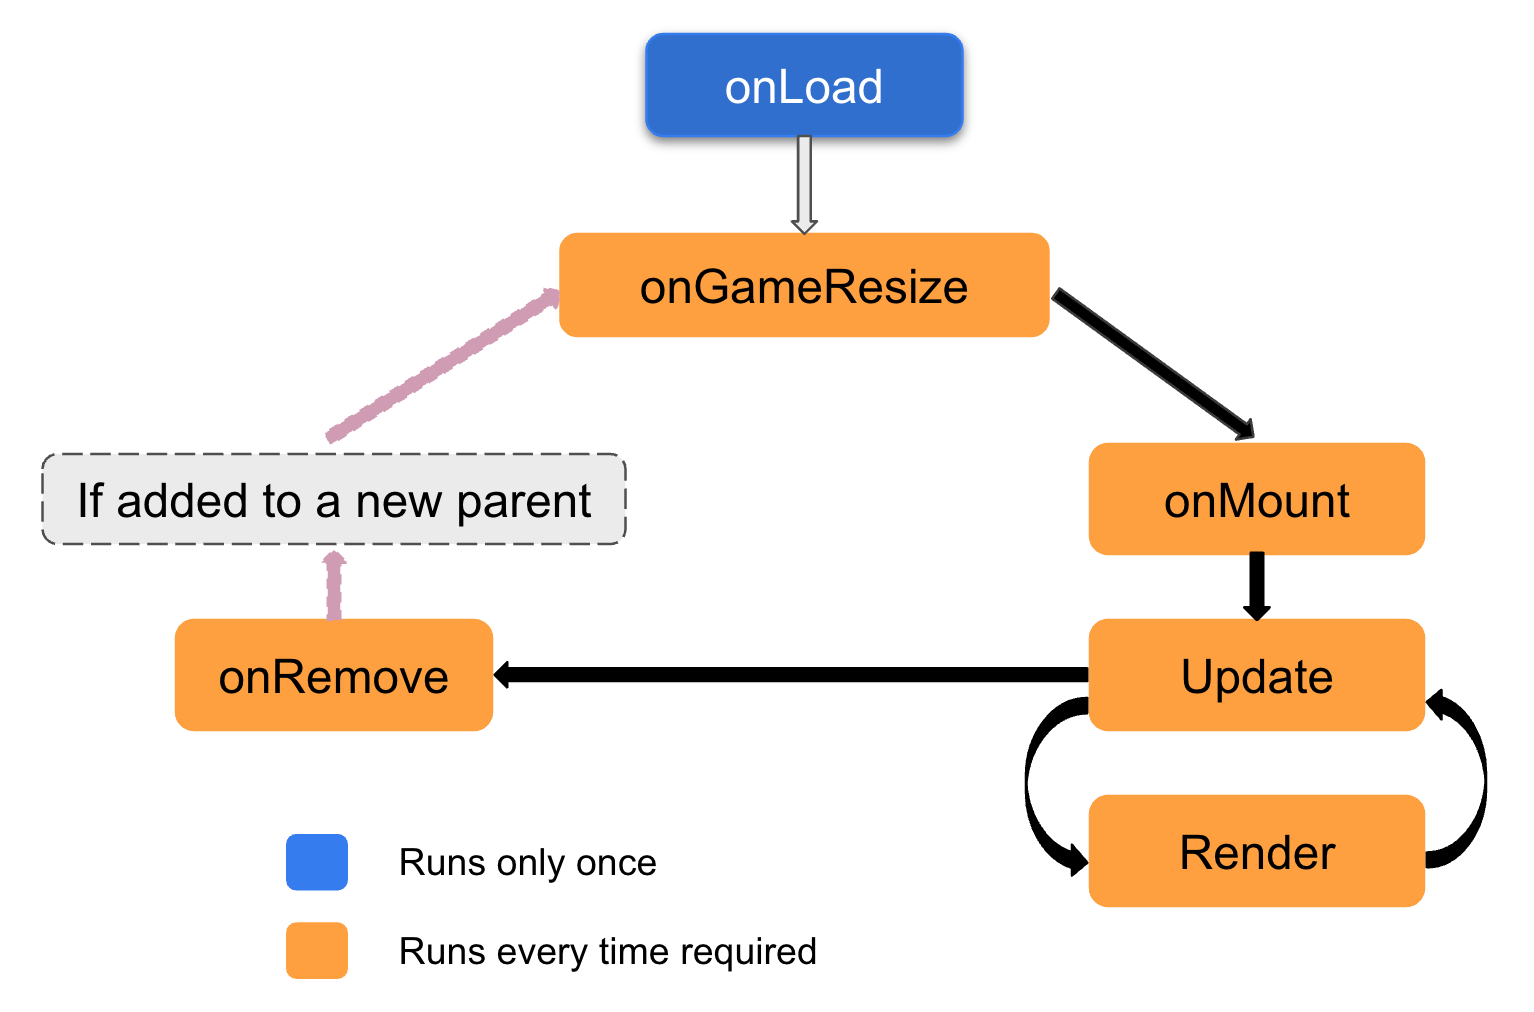 onLoad
onGameResize
If added to a new parent
onMount
onRemove
Update
Render
Runs only once
Runs every time required